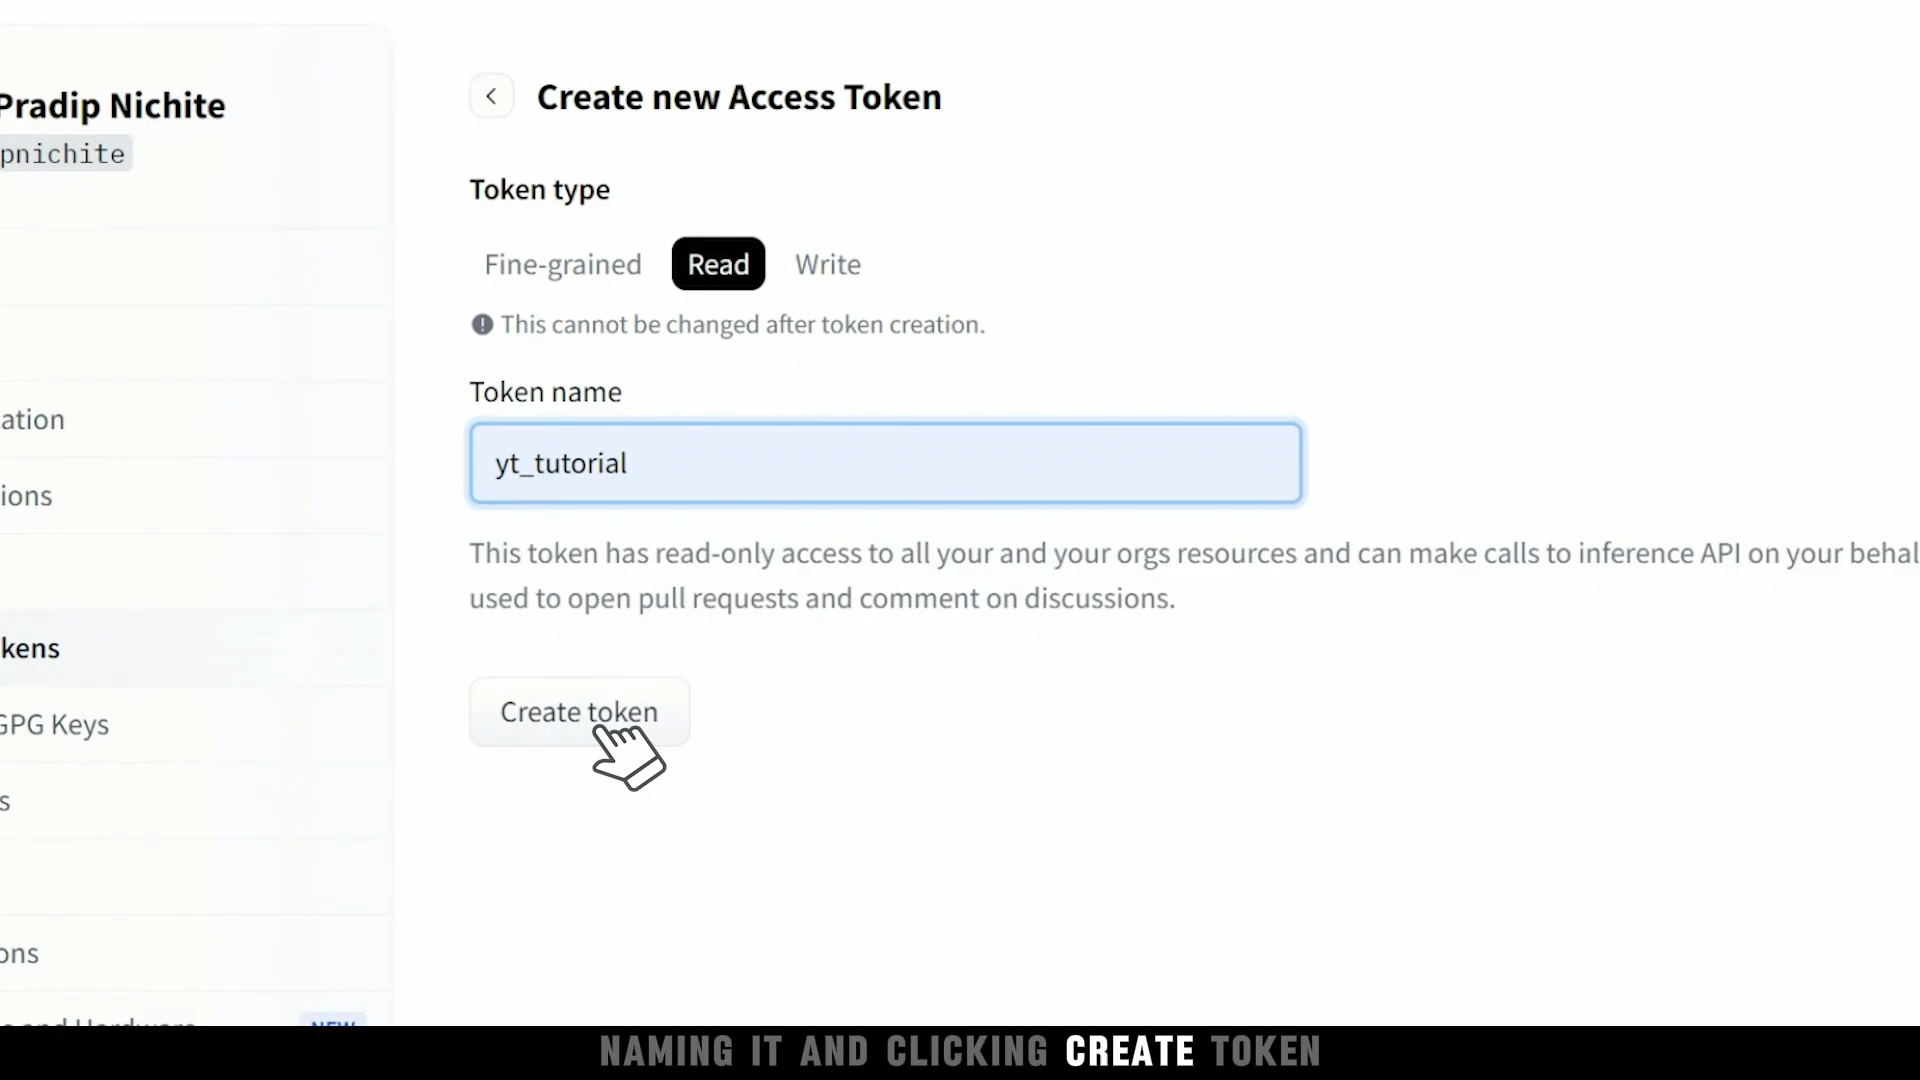 Pradip Nichite
pnichite
ation
ions
kens
GPG Keys
s
ons
NEW
Create new Access Token
Token type
Fine-grained Read Write
This cannot be changed after token creation.
Token name
yt_tutorial
This token has read-only access to all your and your orgs resources and can make calls to inference API on your behal
used to open pull requests and comment on discussions.
Create token
NAMING IT AND CLICKING CREATE TOKEN